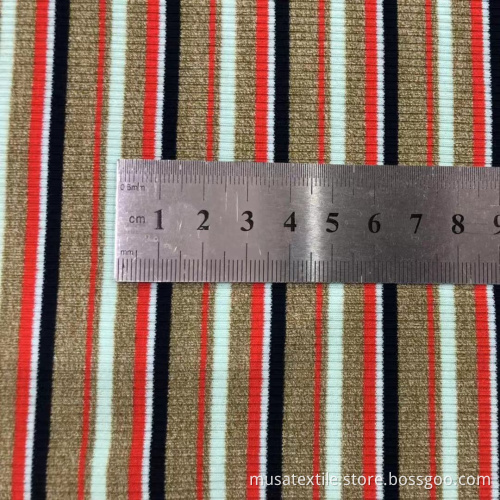 0.5mm
cm 1 2 3 4 5 6 7 8 9
mm
musatextile-store.bossgoo.com